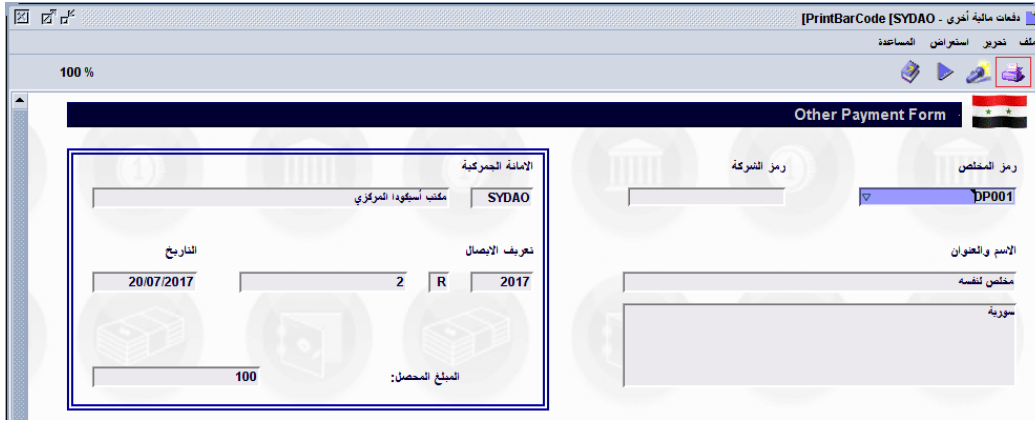 دفعات مالية أخرى - PrintBarCode [SYDAO]
ملف تحرير استعراض المساعدة
100 %
Other Payment Form
رمز المخلص
رمز الشركة
DP001
الاسم والعنوان
مخلص لنفسه
سورية
الامانة الجمركية
SYDAO مكتب أسيكودا المركزي
تعريف الايصال التاريخ
2017 R 2 20/07/2017
المبلغ المحصل: 100